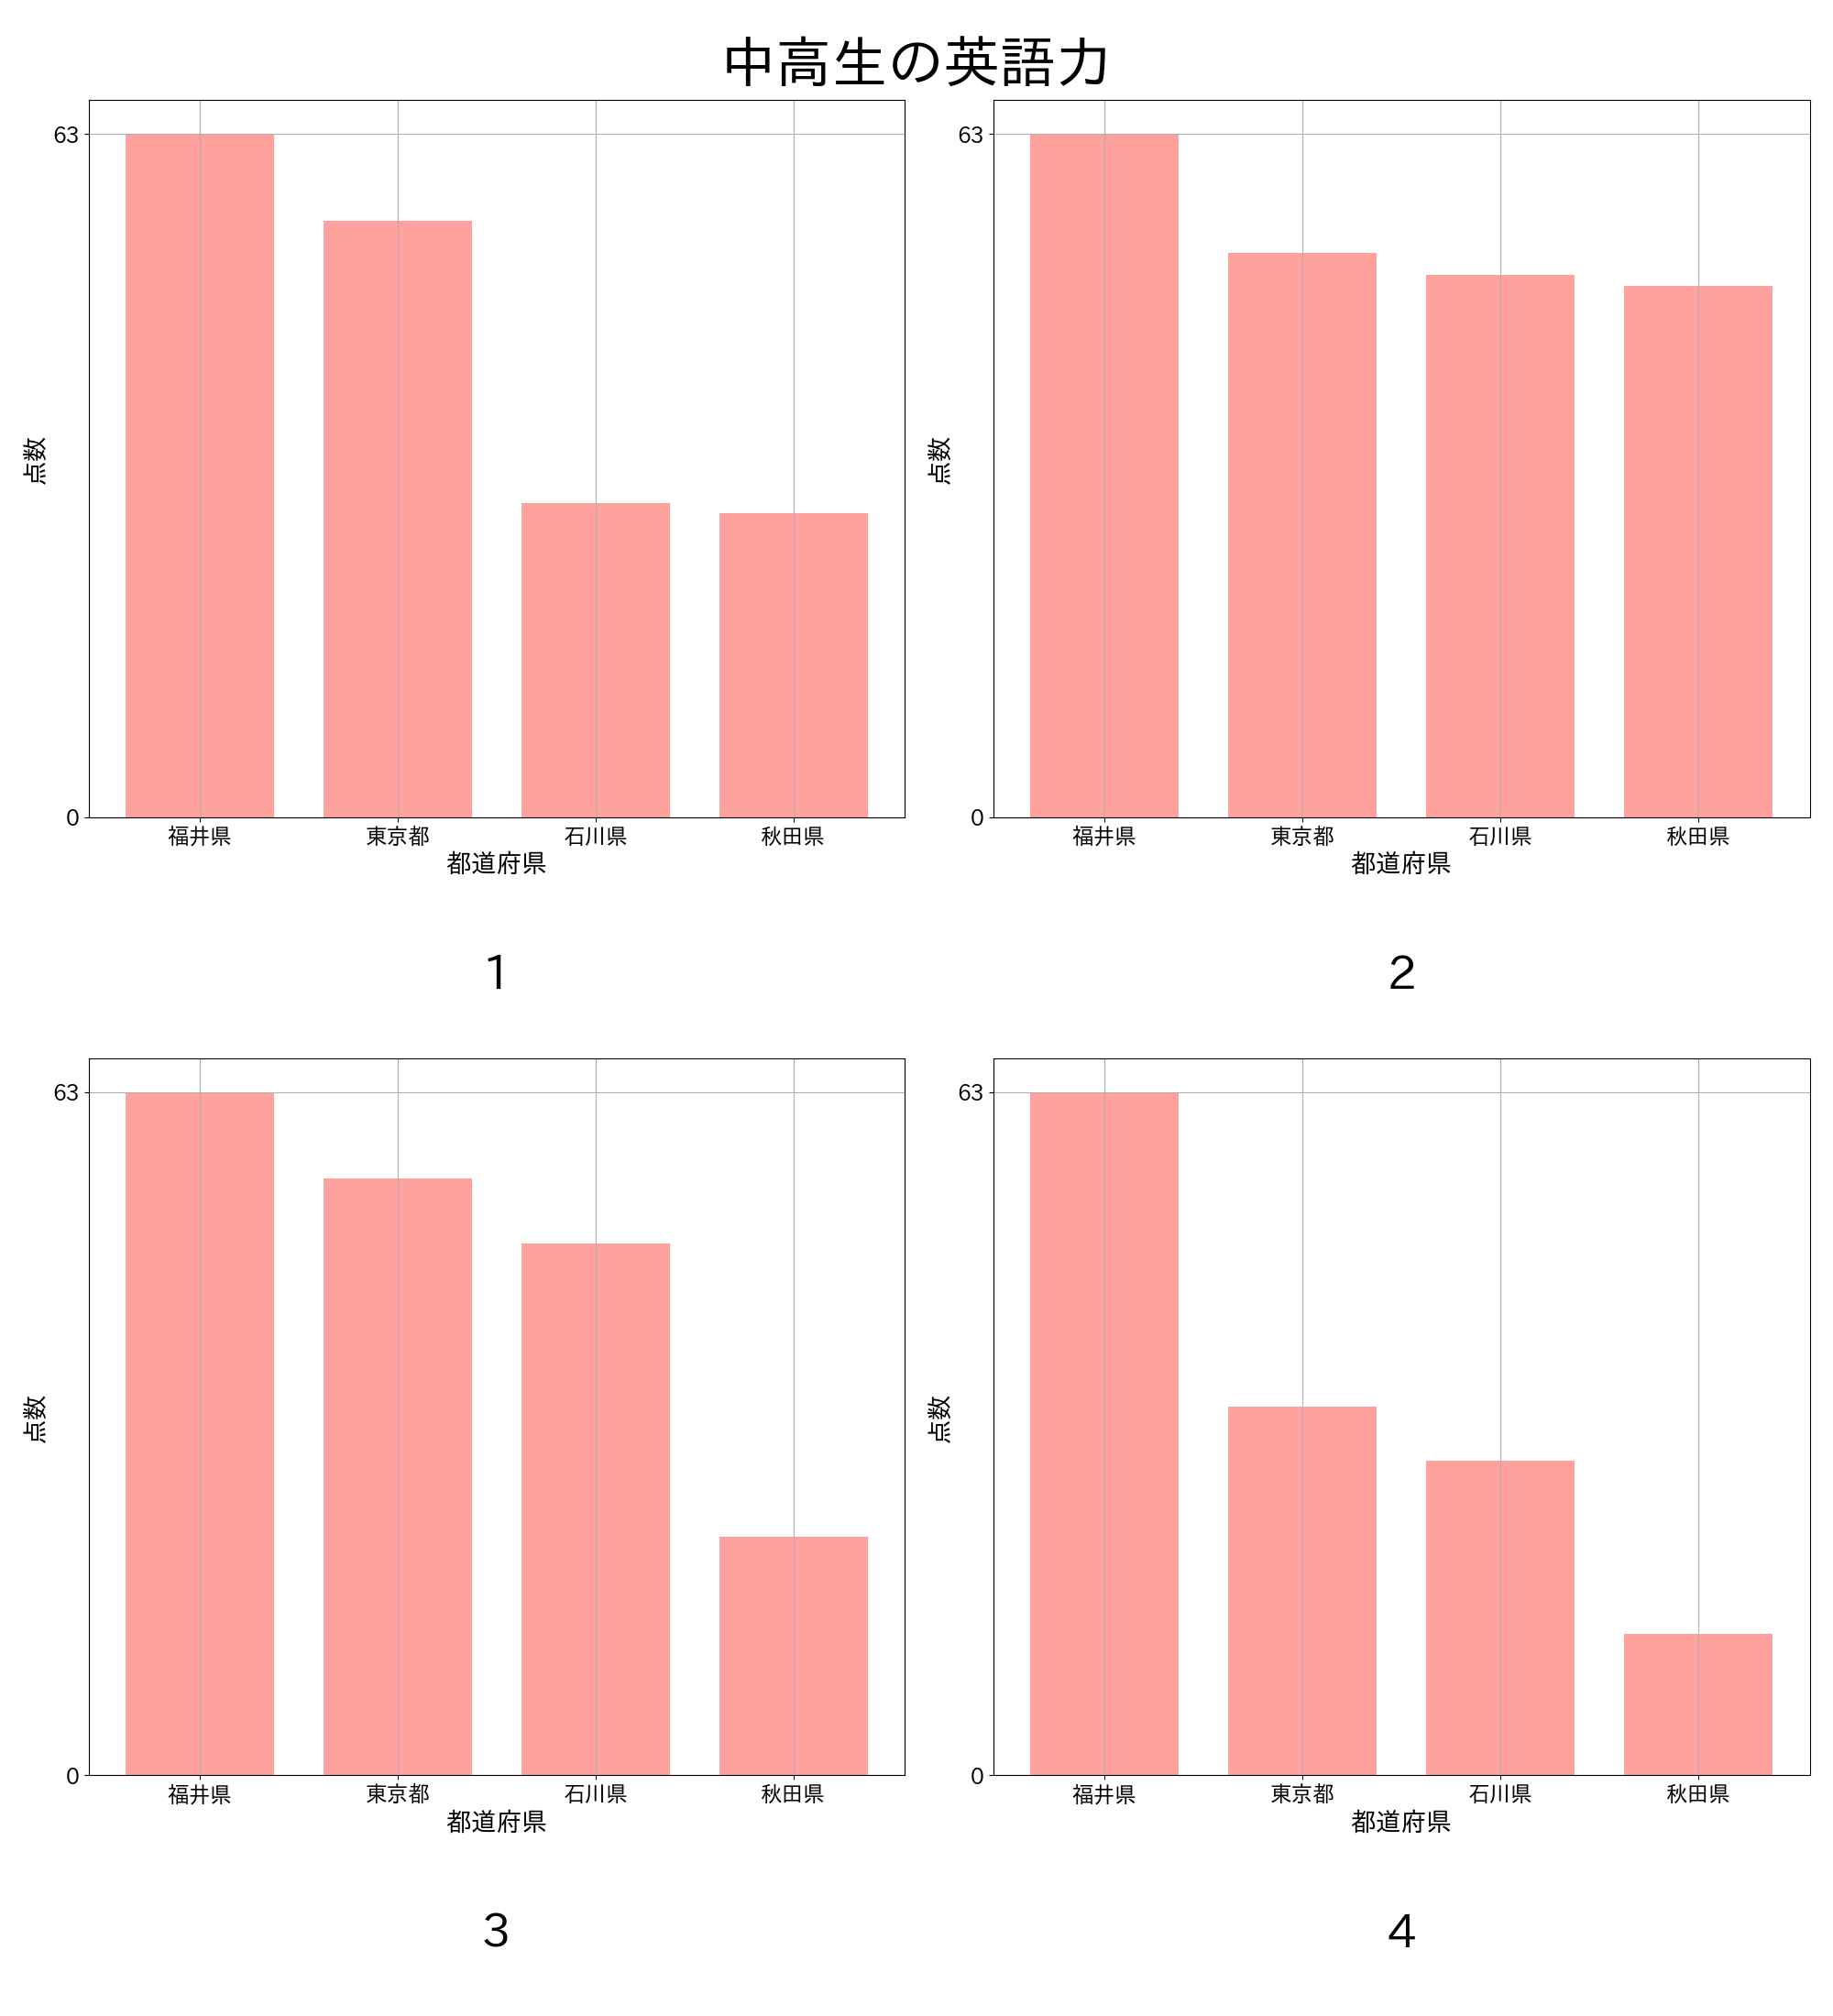 中高生の英語力
63
点数
0
福井県 東京都 石川県 秋田県
都道府県
1
63
点数
0
福井県 東京都 石川県 秋田県
都道府県
2
63
点数
0
福井県 東京都 石川県 秋田県
都道府県
3
63
点数
0
福井県 東京都 石川県 秋田県
都道府県
4